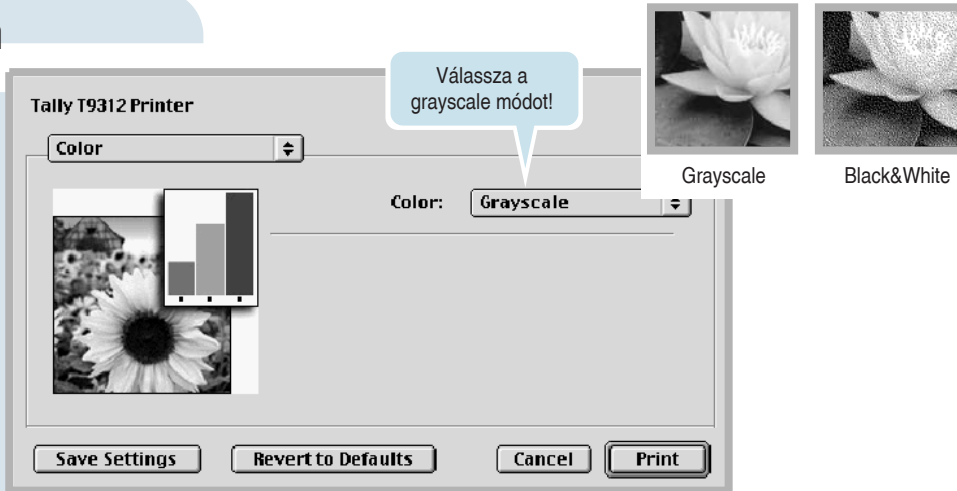 Válassza a
grayscale módot!
Tally T9312 Printer
Color
Color: Grayscale
Grayscale
Black&White
Save Settings
Revert to Defaults
Cancel
Print